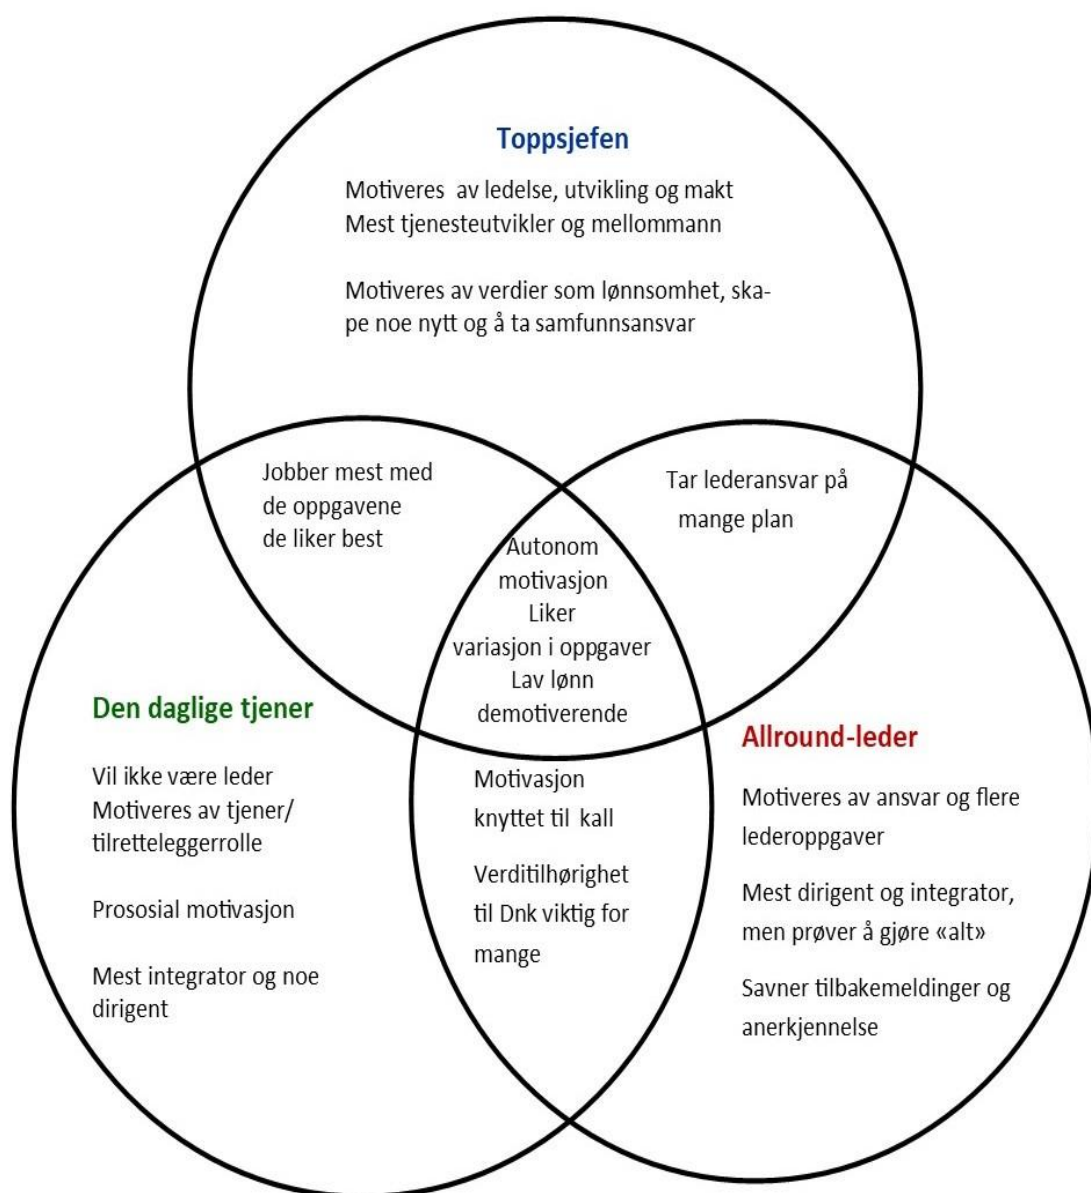 Toppsjefen
Motiveres av ledelse, utvikling og makt
Mest tjenesteutvikler og mellommann
Motiveres av verdier som lønnsomhet, ska-
pe noe nytt og å ta samfunnsansvar
Jobber mest med
de oppgavene
de liker best
Tar lederansvar på
mange plan
Autonom
motivasjon
Liker
variasjon i oppgaver
Lav lønn
demotiverende
Den daglige tjener
Vil ikke være leder
Motiveres av tjener/
tilretteleggerrolle
Prososial motivasjon
Mest integrator og noe
dirigent
Motivasjon
knyttet til kall
Verditilhørighet
til Dnk viktig for
mange
Allround-leder
Motiveres av ansvar og flere
lederoppgaver
Mest dirigent og integrator,
men prøver å gjøre «alt»
Savner tilbakemeldinger og
anerkjennelse